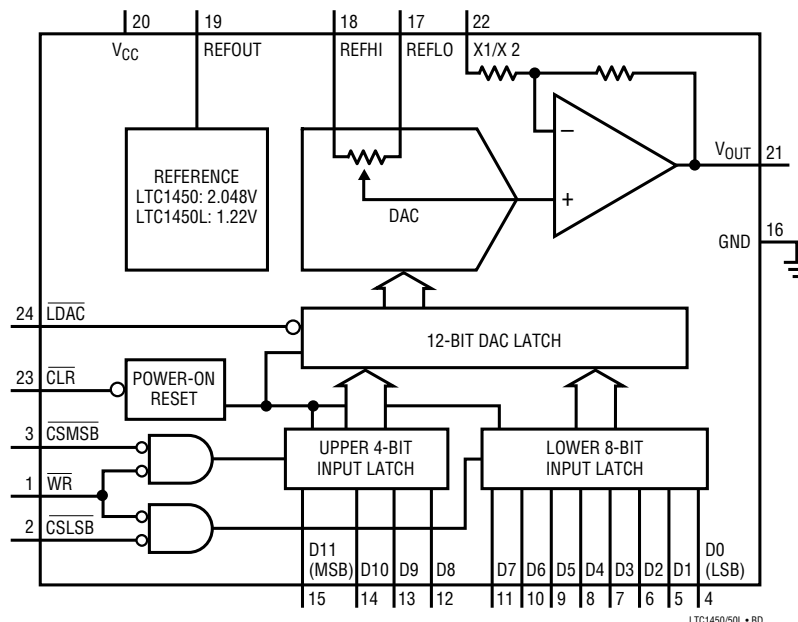 20 19 18 17 22
VCC REFOUT REFHI REFLO X1/X 2
REFERENCE
LTC1450: 2.048V
LTC1450L: 1.22V
DAC
−
+
VOUT 21
16
GND
24 LDAC
12-BIT DAC LATCH
23 CLR
POWER-ON
RESET
3 CSMSB
1 WR
2 CSLSB
UPPER 4-BIT
INPUT LATCH
LOWER 8-BIT
INPUT LATCH
D11
(MSB) D10 D9 D8 D7 D6 D5 D4 D3 D2 D1 D0
(LSB)
15 14 13 12 11 10 9 8 7 6 5 4
LTC1450/50L • BD